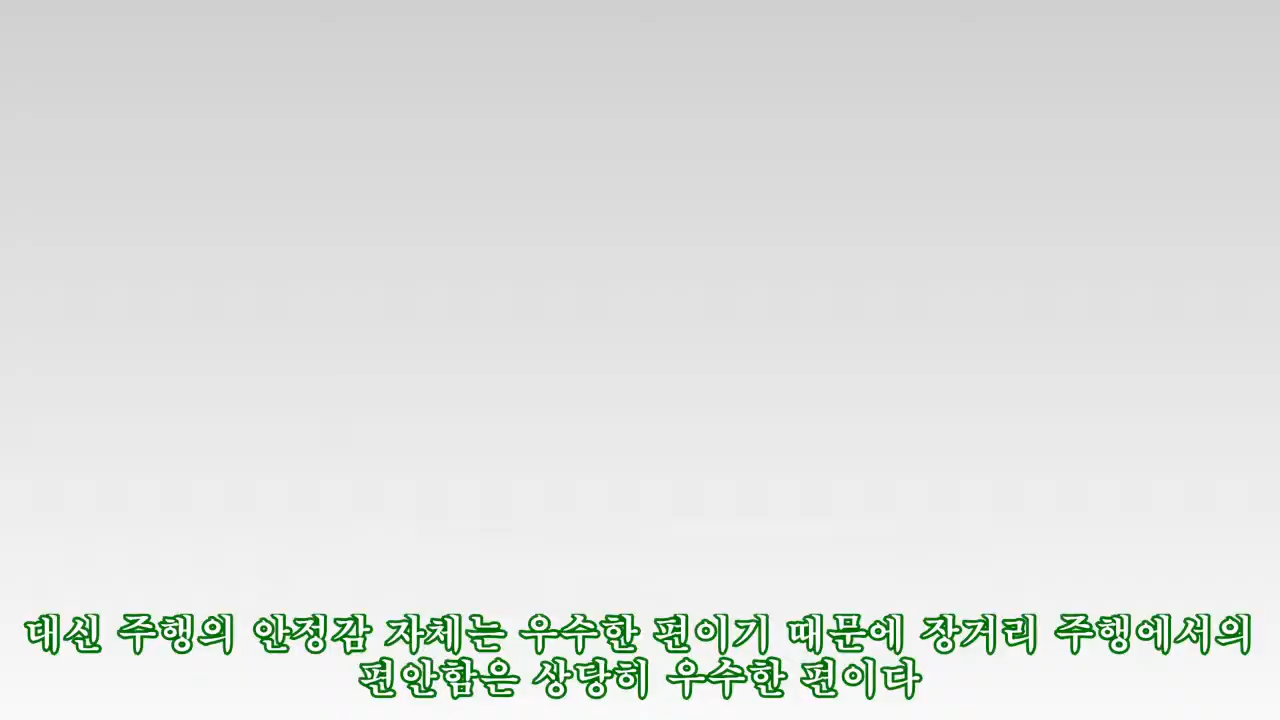 대신 주행의 안정감 자체는 우수한 편이기 때문에 장거리 주행에서의
편안함은 상당히 우수한 편이다